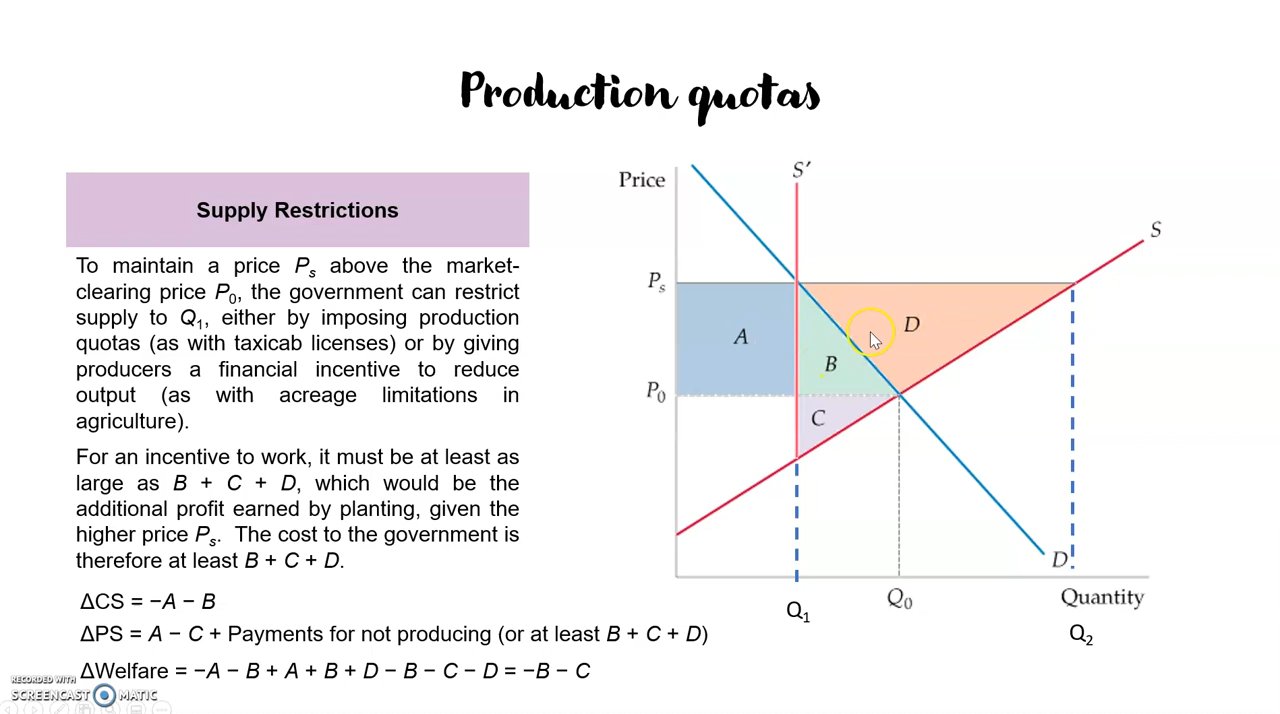 Production quotas
Supply Restrictions
To maintain a price Ps above the market-
clearing price P0, the government can restrict
supply to Q1, either by imposing production
quotas (as with taxicab licenses) or by giving
producers a financial incentive to reduce
output (as with acreage limitations in
agriculture).
For an incentive to work, it must be at least as
large as B + C + D, which would be the
additional profit earned by planting, given the
higher price Ps. The cost to the government is
therefore at least B + C + D.
ΔCS = −A − B
ΔPS = A − C + Payments for not producing (or at least B + C + D)
ΔWelfare = −A − B + A + B + D − B − C − D = −B − C
Price
S′
S
Ps
A
D
B
P0
C
D
Q1
Q0
Quantity
Q2
RECORDED WITH
SCREENCAST MATIC